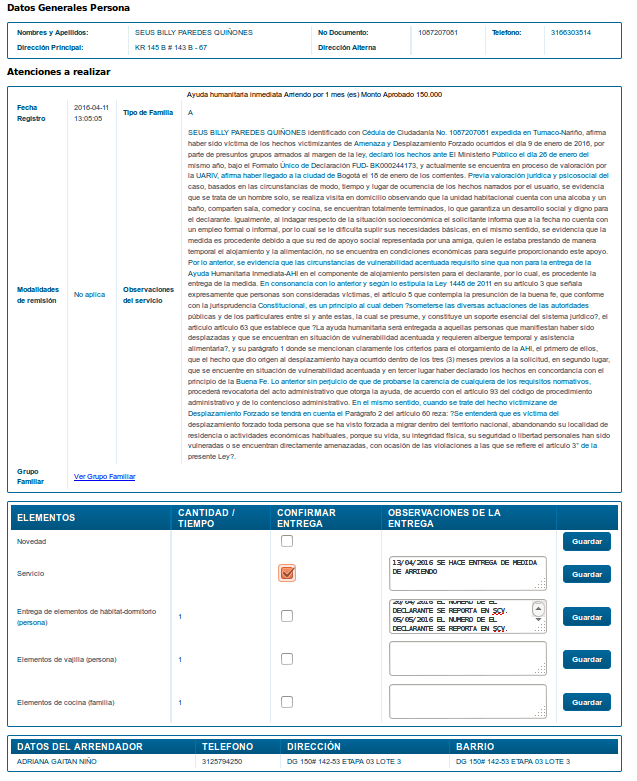 Datos Generales Persona
Nombres y Apellidos: SEUS BILLY PAREDES QUIÑONES No Documento: 1087207081 Telefono: 3166303514
Dirección Principal: KR 145 B # 143 B - 67 Dirección Alterna
Atenciones a realizar
Ayuda humanitaria inmediata Arriendo por 1 mes (es) Monto Aprobado 150.000
Fecha Registro 2016-04-11 13:05:05 Tipo de Familia A
Modalidades de remisión No aplica Observaciones del servicio
SEUS BILLY PAREDES QUIÑONES identificado con Cédula de Ciudadanía No. 1087207081 expedida en Tumaco-Nariño, afirma
haber sido víctima de los hechos victimizantes de Amenaza y Desplazamiento Forzado ocurridos el día 9 de enero de 2016, por
parte de presuntos grupos armados al margen de la ley, declaró los hechos ante El Ministerio Público el día 26 de enero del
mismo año, bajo el Formato Único de Declaración FUD- BK000244173, y actualmente se encuentra en proceso de valoración por
la UARIV, afirma haber llegado a la ciudad de Bogotá el 16 de enero de los corrientes. Previa valoración jurídica y psicosocial del
caso, basados en las circunstancias de modo, tiempo y lugar de ocurrencia de los hechos narrados por el usuario, se evidencia
que se trata de un hombre solo, se realiza visita en domicilio observando que la unidad habitacional cuenta con una alcoba y un
baño, comparten sala, comedor y cocina, se encuentran totalmente terminados, lo que garantiza un desarrollo social y digno para
el declarante. Igualmente, al indagar respecto de la situación socioeconómica el solicitante informa que a la fecha no cuenta con
un empleo formal o informal, por lo cual se le dificulta suplir sus necesidades básicas, en el mismo sentido, se evidencia que la
medida es procedente debido a que su red de apoyo social representada por una amiga, quien le estaba prestando de manera
temporal el alojamiento y la alimentación, no se encuentra en condiciones económicas para seguirle proporcionando este apoyo.
Por lo anterior, se evidencia que las circunstancias de vulnerabilidad acentuada requisito sine que non para la entrega de la
Ayuda Humanitaria Inmediata-AHI en el componente de alojamiento persisten para el declarante, por lo cual, es procedente la
entrega de la medida. En consonancia con lo anterior y según lo estipula la Ley 1448 de 2011 en su artículo 3 que señala
expresamente que personas son consideradas víctimas, el artículo 5 que contempla la presunción de la buena fe, que conforme
con la jurisprudencia Constitucional, es un principio al cual deben ?someterse las diversas actuaciones de las autoridades
públicas y de los particulares entre sí y ante estas, la cual se presume, y constituye un soporte esencial del sistema jurídico?, el
artículo artículo 63 que establece que ?La ayuda humanitaria será entregada a aquellas personas que manifiestan haber sido
desplazadas y que se encuentran en situación de vulnerabilidad acentuada y requieren albergue temporal y asistencia
alimentaria?, y su parágrafo 1 donde se mencionan claramente los criterios para el otorgamiento de la AHI, el primero de ellos,
que el hecho que dio origen al desplazamiento haya ocurrido dentro de los tres (3) meses previos a la solicitud, en segundo lugar,
que se encuentre en situación de vulnerabilidad acentuada y en tercer lugar haber declarado los hechos en concordancia con el
principio de la Buena Fe. Lo anterior sin perjuicio de que de probarse la carencia de cualquiera de los requisitos normativos,
procederá revocatoria del acto administrativo que otorga la ayuda, de acuerdo con el artículo 93 del código de procedimiento
administrativo y de lo contencioso administrativo. En el mismo sentido, cuando se trate del hecho victimizane de
Desplazamiento Forzado se tendrá en cuenta el Parágrafo 2 del artículo 60 reza: ?Se entenderá que es víctima del
desplazamiento forzado toda persona que se ha visto forzada a migrar dentro del territorio nacional, abandonando su localidad de
residencia o actividades económicas habituales, porque su vida, su integridad física, su seguridad o libertad personales han sido
vulneradas o se encuentran directamente amenazadas, con ocasión de las violaciones a las que se refiere el artículo 3" de la
presente Ley?.
Grupo Familiar Ver Grupo Familiar
ELEMENTOS CANTIDAD / TIEMPO CONFIRMAR ENTREGA OBSERVACIONES DE LA ENTREGA
Novedad Guardar
Servicio 13/04/2016 SE HACE ENTREGA DE MEDIDA DE ARRIENDO Guardar
Entrega de elementos de hábitat-dormitorio (persona) 1 26/04/2016 EL NUMERO DE EL DECLARANTE SE REPORTA EN SCV. 05/05/2016 EL NUMERO DE EL DECLARANTE SE REPORTA EN SCV. Guardar
Elementos de vajilla (persona) 1 Guardar
Elementos de cocina (familia) 1 Guardar
DATOS DEL ARRENDADOR TELEFONO DIRECCIÓN BARRIO
ADRIANA GAITAN NIÑO 3125794250 DG 150# 142-53 ETAPA 03 LOTE 3 DG 150# 142-53 ETAPA 03 LOTE 3